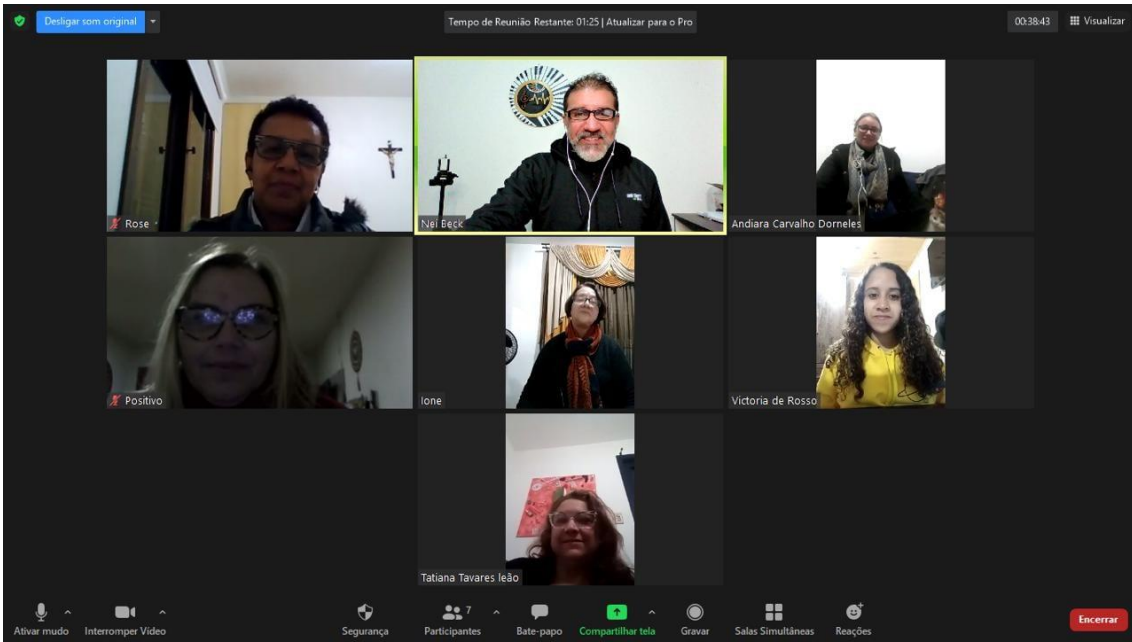 Desligar som original
Tempo de Reunião Restante: 01:25 | Atualizar para o Pro
00:38:43
Visualizar
Rose
Nei Beck
Andiara Carvalho Dorneles
Positivo
Ione
Victoria de Rosso
Tatiana Tavares leão
7
Ativar mudo
Interromper Vídeo
Segurança
Participantes
Bate-papo
Compartilhar tela
Gravar
Salas Simultâneas
Reações
Encerrar